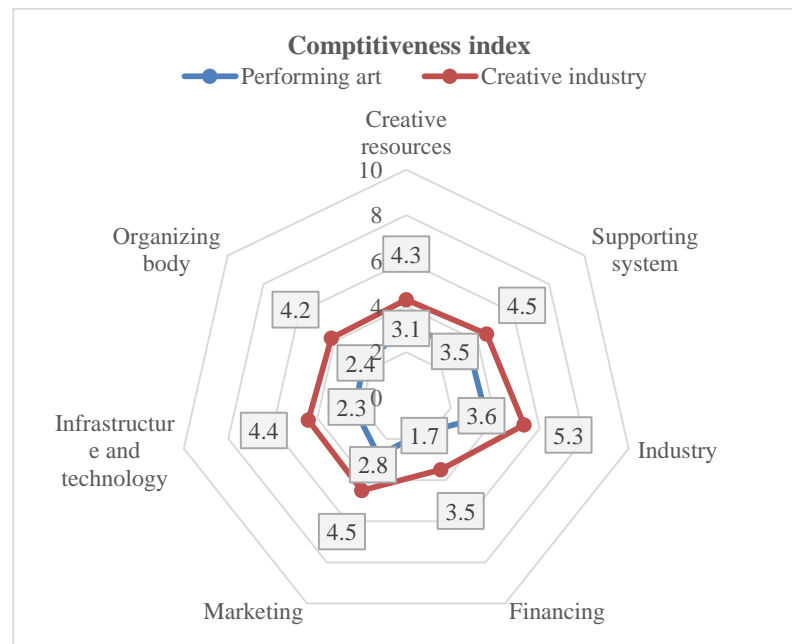 Comptitiveness index
Performing art
Creative industry
Creative
resources
10
8
6
4
2
0
Organizing
body
Supporting
system
4.3
4.2
4.5
3.1
3.5
2.4
2.3
3.6
4.4
5.3
1.7
2.8
3.5
4.5
Infrastructur
e and
technology
Industry
Marketing
Financing